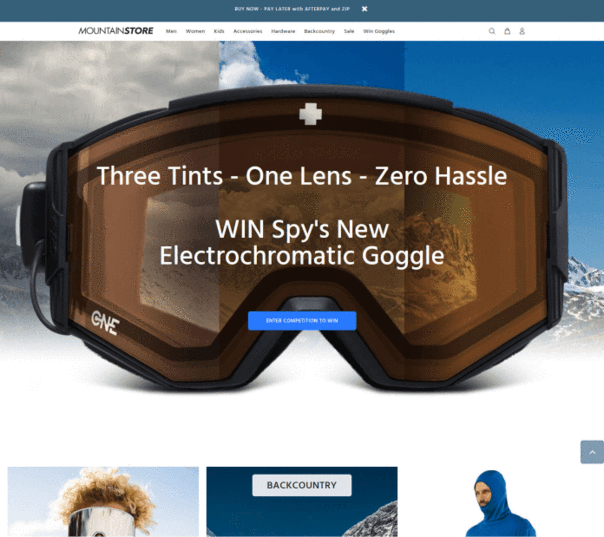 BUY NOW - PAY LATER with AFTERPAY and ZIP
MOUNTAINSTORE
Men Women Kids Accessories Hardware Backcountry Sale Win Goggles
Three Tints - One Lens - Zero Hassle
WIN Spy's New
Electrochromatic Goggle
ONE
ENTER COMPETITION TO WIN
BACKCOUNTRY